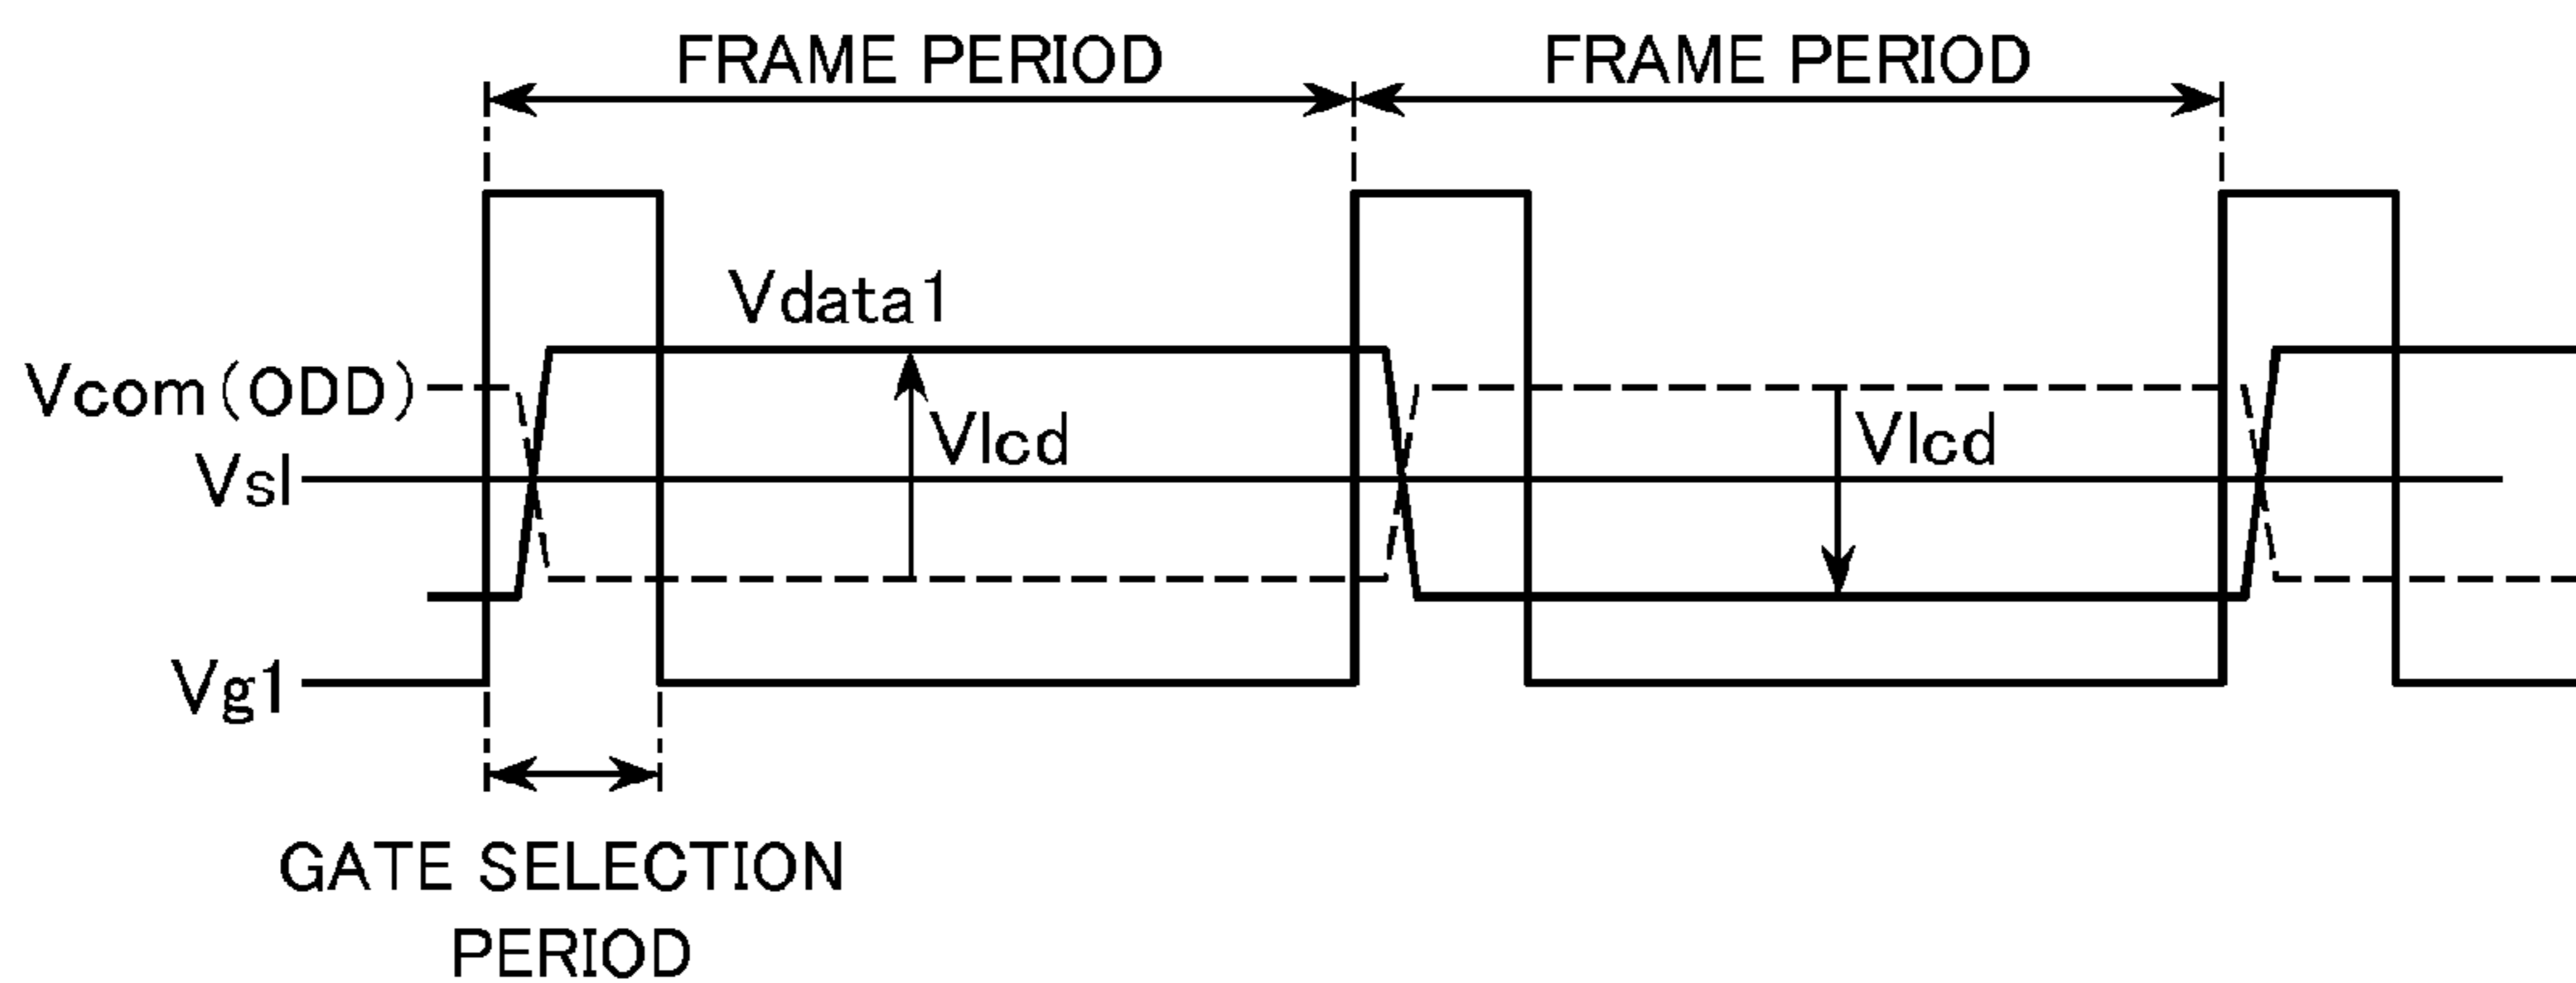 FRAME PERIOD
FRAME PERIOD
Vdata1
Vcom(ODD)
Vlcd
Vlcd
Vsl
Vg1
GATE SELECTION
PERIOD